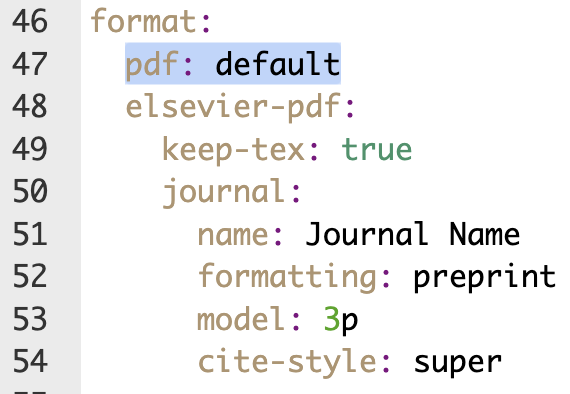 46 format:
47 pdf: default
48 elsevier-pdf:
49 keep-tex: true
50 journal:
51 name: Journal Name
52 formatting: preprint
53 model: 3p
54 cite-style: super